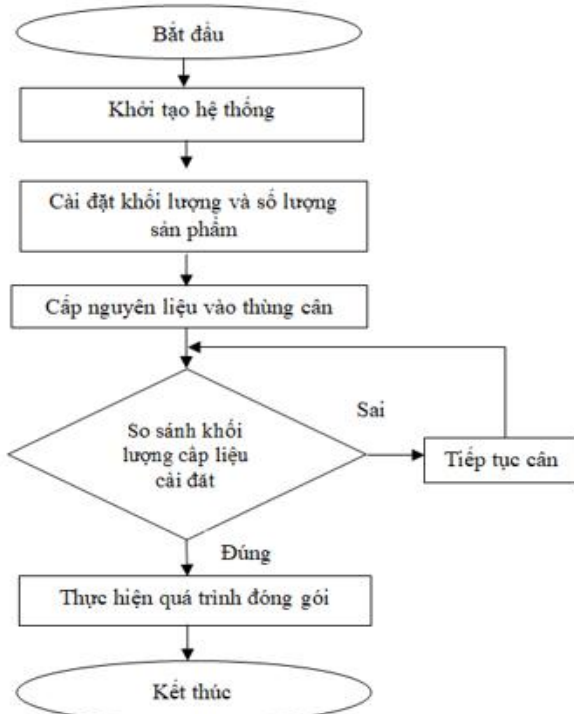 Bắt đầu
Khởi tạo hệ thống
Cài đặt khối lượng và số lượng
sản phẩm
Cấp nguyên liệu vào thùng cân
So sánh khối
lượng câp liệu
cài đăt
Sai
Tiếp tục cân
Đúng
Thực hiện quá trình đóng gói
Kết thúc